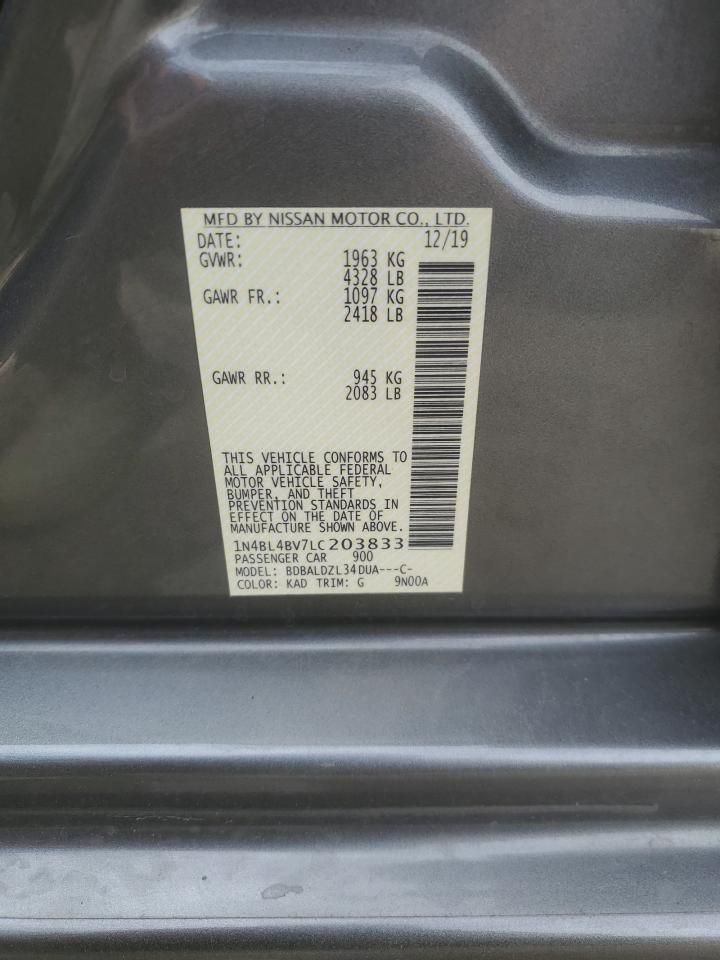 MFD BY NISSAN MOTOR CO., LTD.
DATE: 12/19
GVWR: 1963 KG
4328 LB
GAWR FR.: 1097 KG
2418 LB
GAWR RR.: 945 KG
2083 LB
THIS VEHICLE CONFORMS TO
ALL APPLICABLE FEDERAL
MOTOR VEHICLE SAFETY,
BUMPER, AND THEFT
PREVENTION STANDARDS IN
EFFECT ON THE DATE OF
MANUFACTURE SHOWN ABOVE.
1N4BL4BV7LC203833
PASSENGER CAR 900
MODEL: BDBALDZL34DUA---C-
COLOR: KAD TRIM: G 9N00A